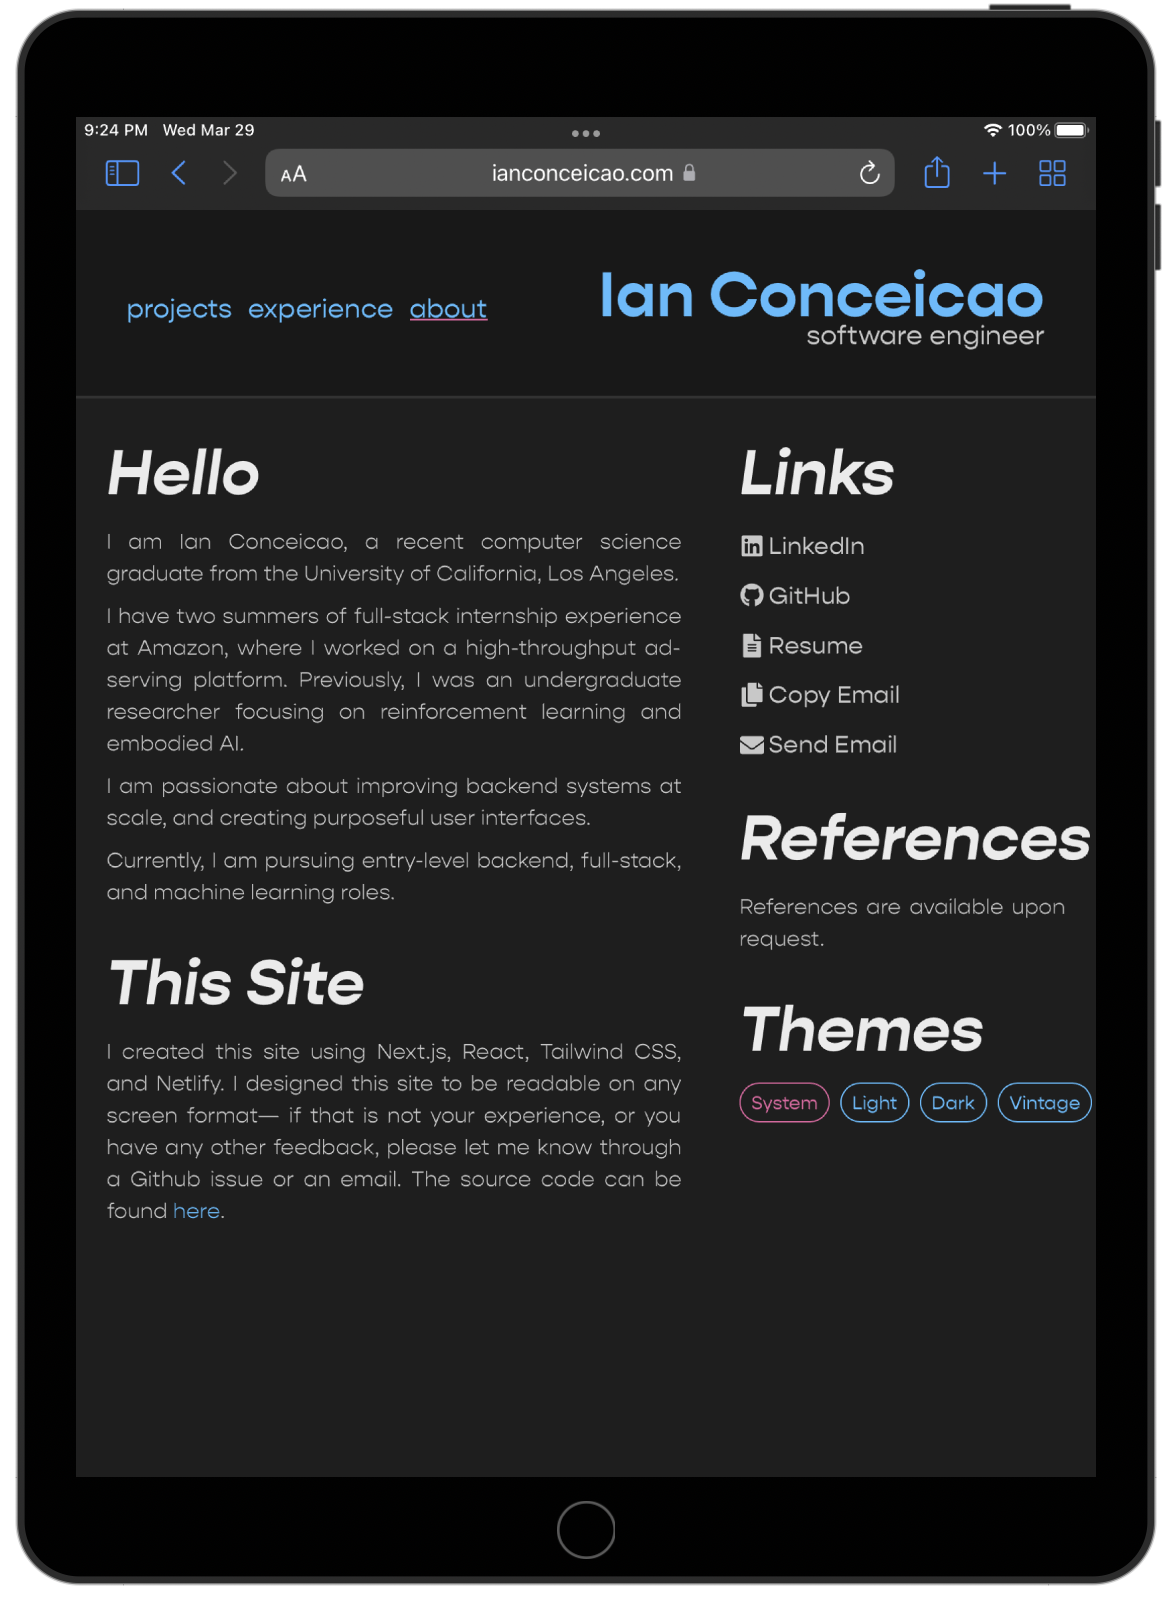 9:24 PM Wed Mar 29
100%
AA
ianconceicao.com
projects experience about
Ian Conceicao
software engineer
Hello
I am Ian Conceicao, a recent computer science
graduate from the University of California, Los Angeles.
I have two summers of full-stack internship experience
at Amazon, where I worked on a high-throughput ad-
serving platform. Previously, I was an undergraduate
researcher focusing on reinforcement learning and
embodied AI.
I am passionate about improving backend systems at
scale, and creating purposeful user interfaces.
Currently, I am pursuing entry-level backend, full-stack,
and machine learning roles.
This Site
I created this site using Next.js, React, Tailwind CSS,
and Netlify. I designed this site to be readable on any
screen format— if that is not your experience, or you
have any other feedback, please let me know through
a Github issue or an email. The source code can be
found here.
Links
in LinkedIn
GitHub
Resume
Copy Email
Send Email
References
References are available upon
request.
Themes
System Light Dark Vintage